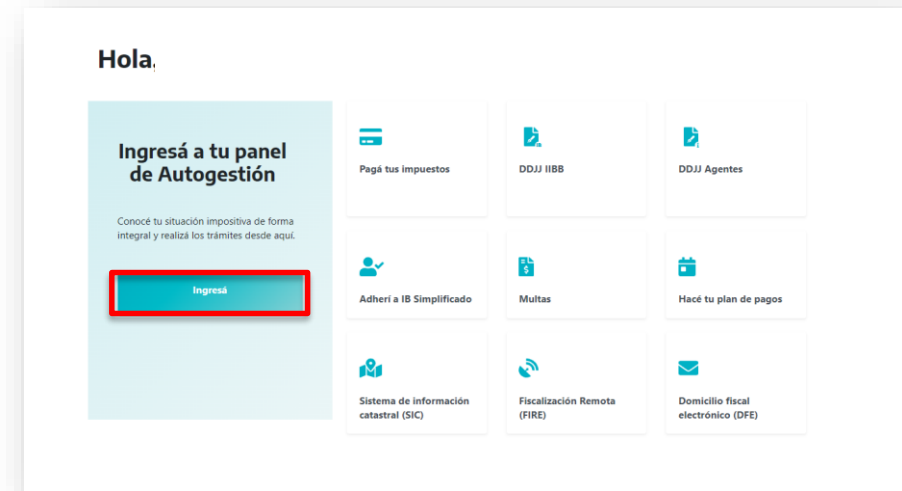 Hola,
Ingresá a tu panel
de Autogestión
Conocé tu situación impositiva de forma
integral y realizá los trámites desde aquí.
Ingresá
Pagá tus impuestos
DDJJ IIBB
DDJJ Agentes
Adherí a IB Simplificado
Multas
Hacé tu plan de pagos
Sistema de información
catastral (SIC)
Fiscalización Remota
(FIRE)
Domicilio fiscal
electrónico (DFE)